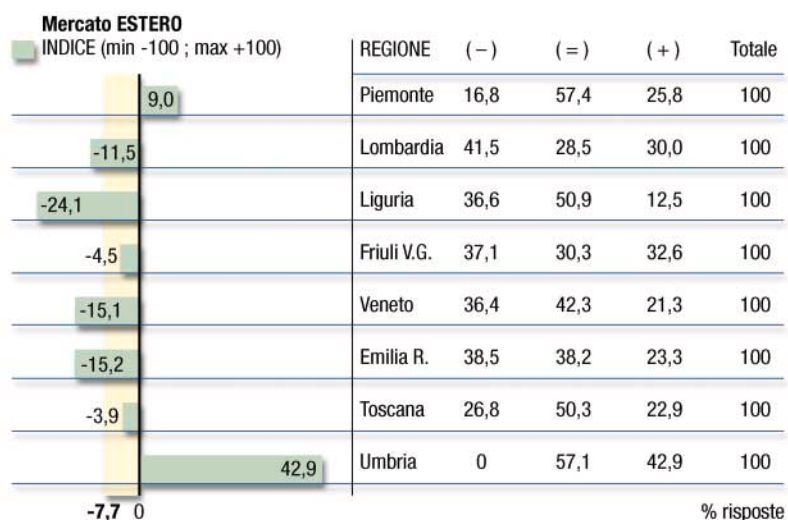 Mercato ESTERO
INDICE (min -100 ; max +100) REGIONE (–) (=) (+) Totale
9,0 Piemonte 16,8 57,4 25,8 100
-11,5 Lombardia 41,5 28,5 30,0 100
-24,1 Liguria 36,6 50,9 12,5 100
-4,5 Friuli V.G. 37,1 30,3 32,6 100
-15,1 Veneto 36,4 42,3 21,3 100
-15,2 Emilia R. 38,5 38,2 23,3 100
-3,9 Toscana 26,8 50,3 22,9 100
42,9 Umbria 0 57,1 42,9 100
-7,7 0 % risposte